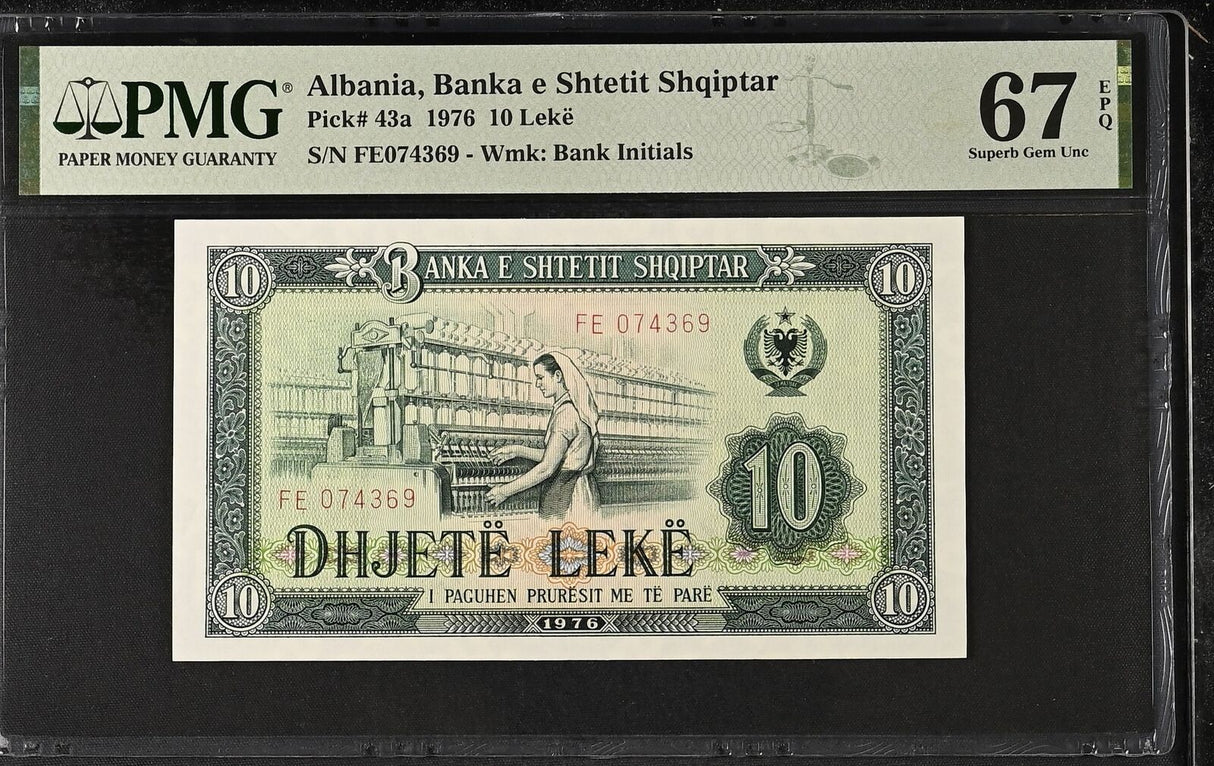 PMG®
PAPER MONEY GUARANTY
Albania, Banka e Shtetit Shqiptar
Pick# 43a 1976 10 Lekë
S/N FE074369 - Wmk: Bank Initials
67
EPQ
Superb Gem Unc
10
BANKA E SHTETIT SHQIPTAR
10
FE 074369
10
FE 074369
DHJETË LEKË
I PAGUHEN PRURËSIT ME TË PARË
10
1976
10